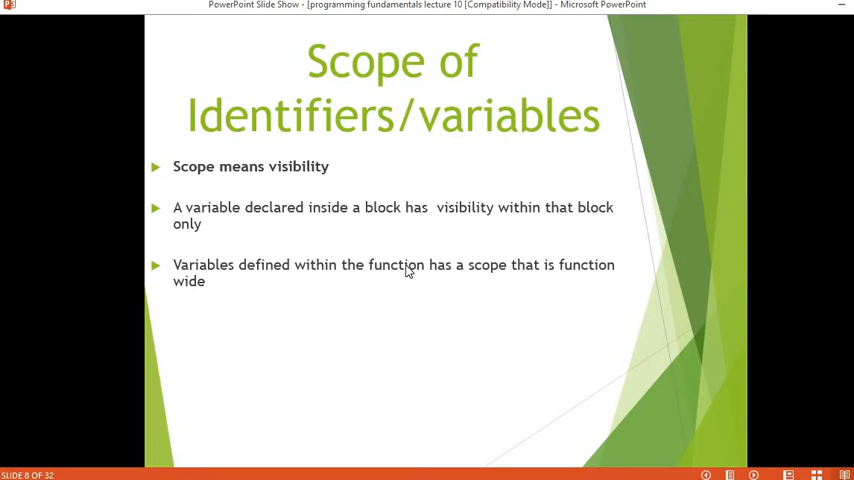 PowerPoint Slide Show - [programming fundamentals lecture 10 [Compatibility Mode]] - Microsoft PowerPoint
Scope of
Identifiers/variables
Scope means visibility
A variable declared inside a block has visibility within that block
only
Variables defined within the function has a scope that is function
wide
SLIDE 8 OF 32